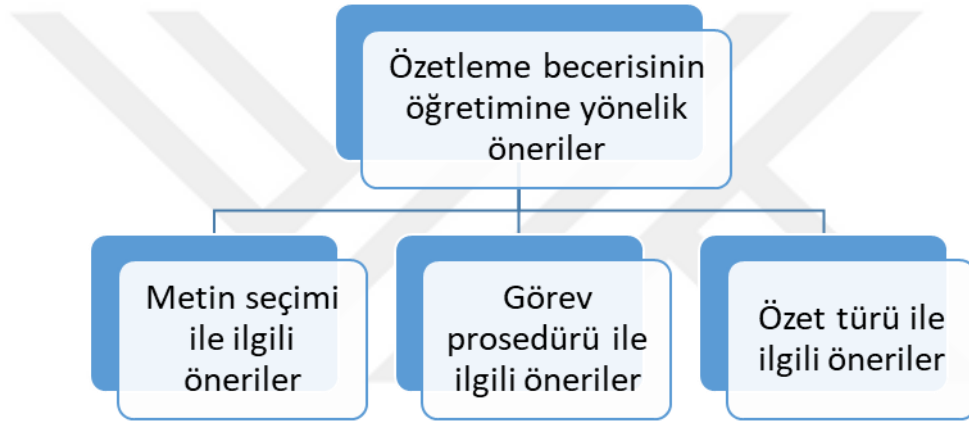 Özetleme becerisinin
öğretimine yönelik
öneriler
Metin seçimi
ile ilgili
öneriler
Görev
prosedürü ile
ilgili öneriler
Özet türü ile
ilgili öneriler